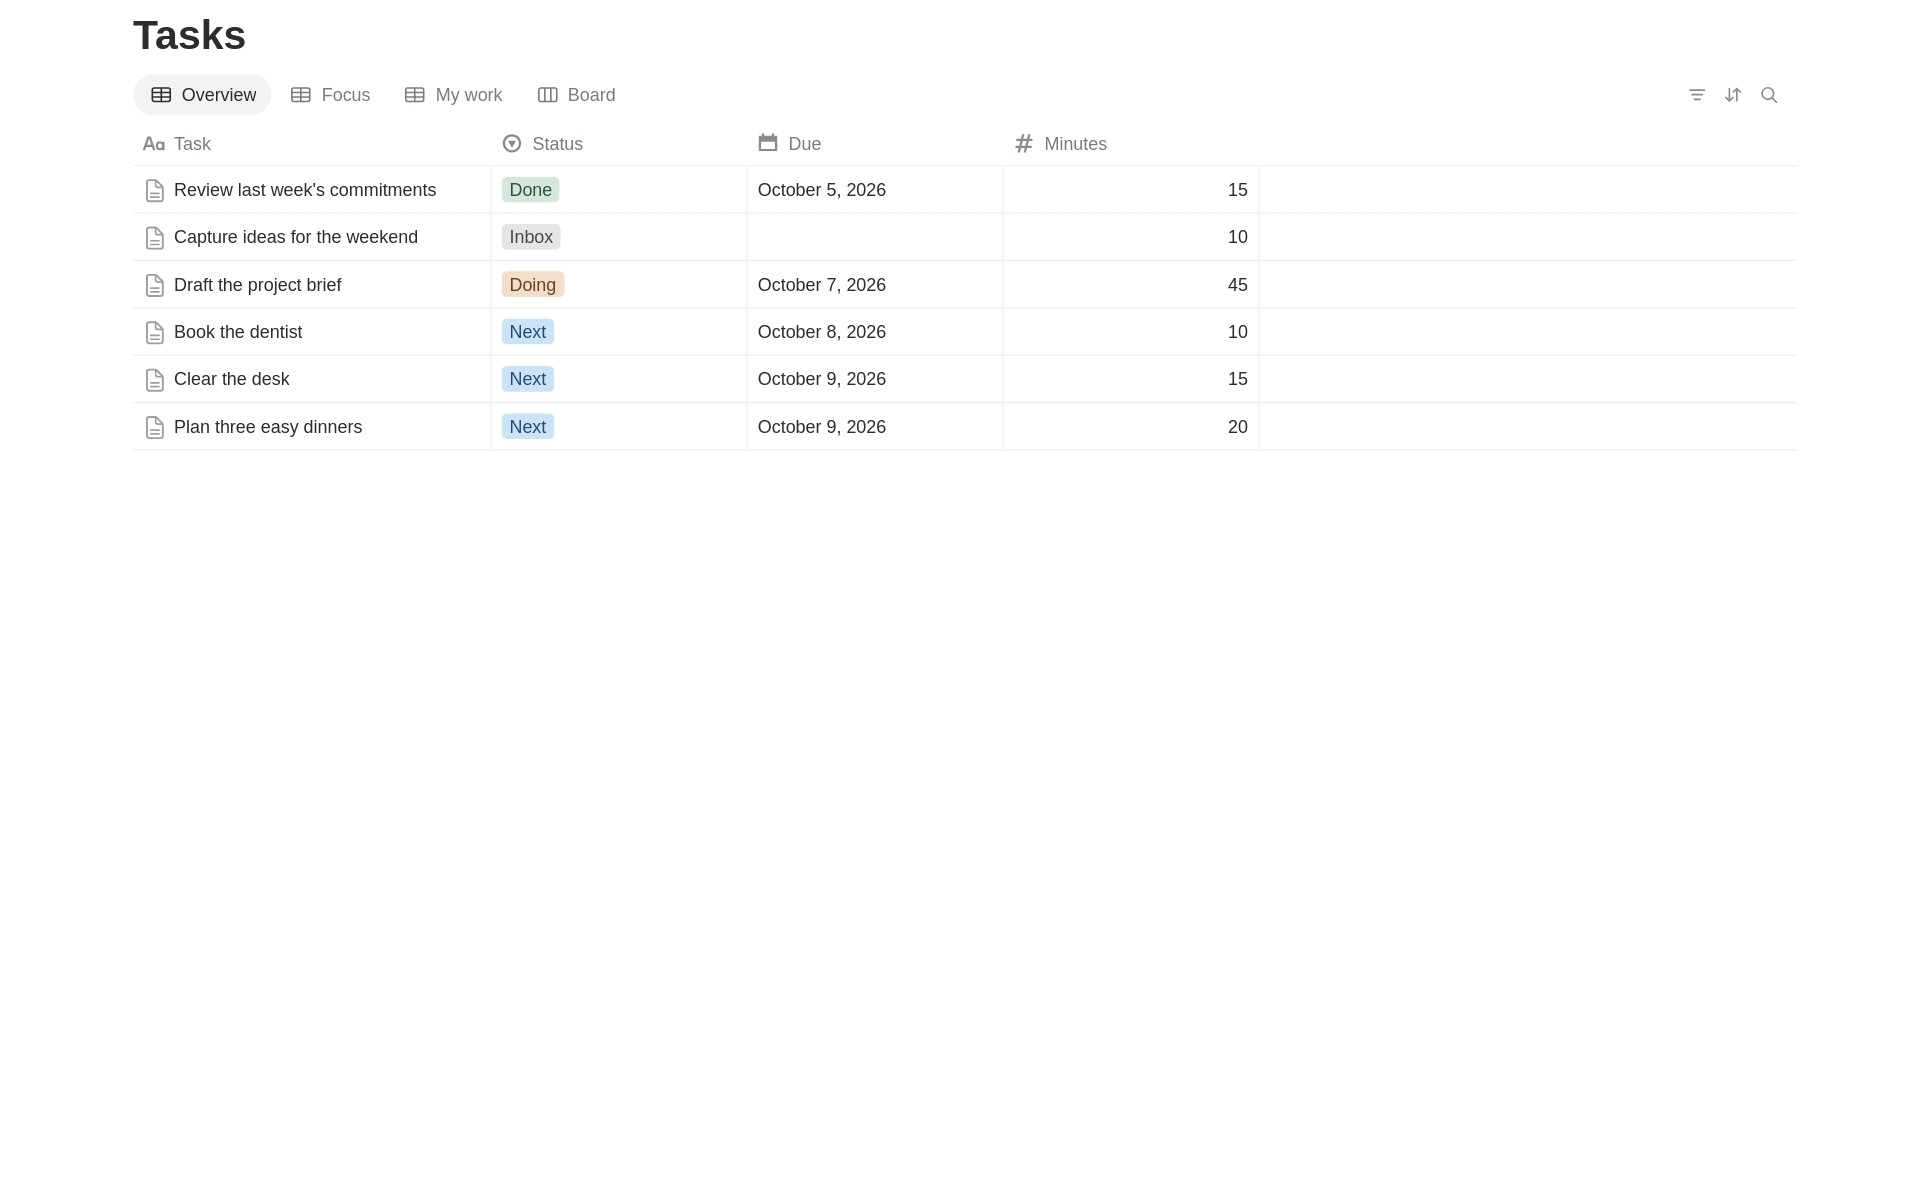 Tasks
Overview Focus My work Board
Aa Task Status Due # Minutes
Review last week's commitments Done October 5, 2026 15
Capture ideas for the weekend Inbox 10
Draft the project brief Doing October 7, 2026 45
Book the dentist Next October 8, 2026 10
Clear the desk Next October 9, 2026 15
Plan three easy dinners Next October 9, 2026 20